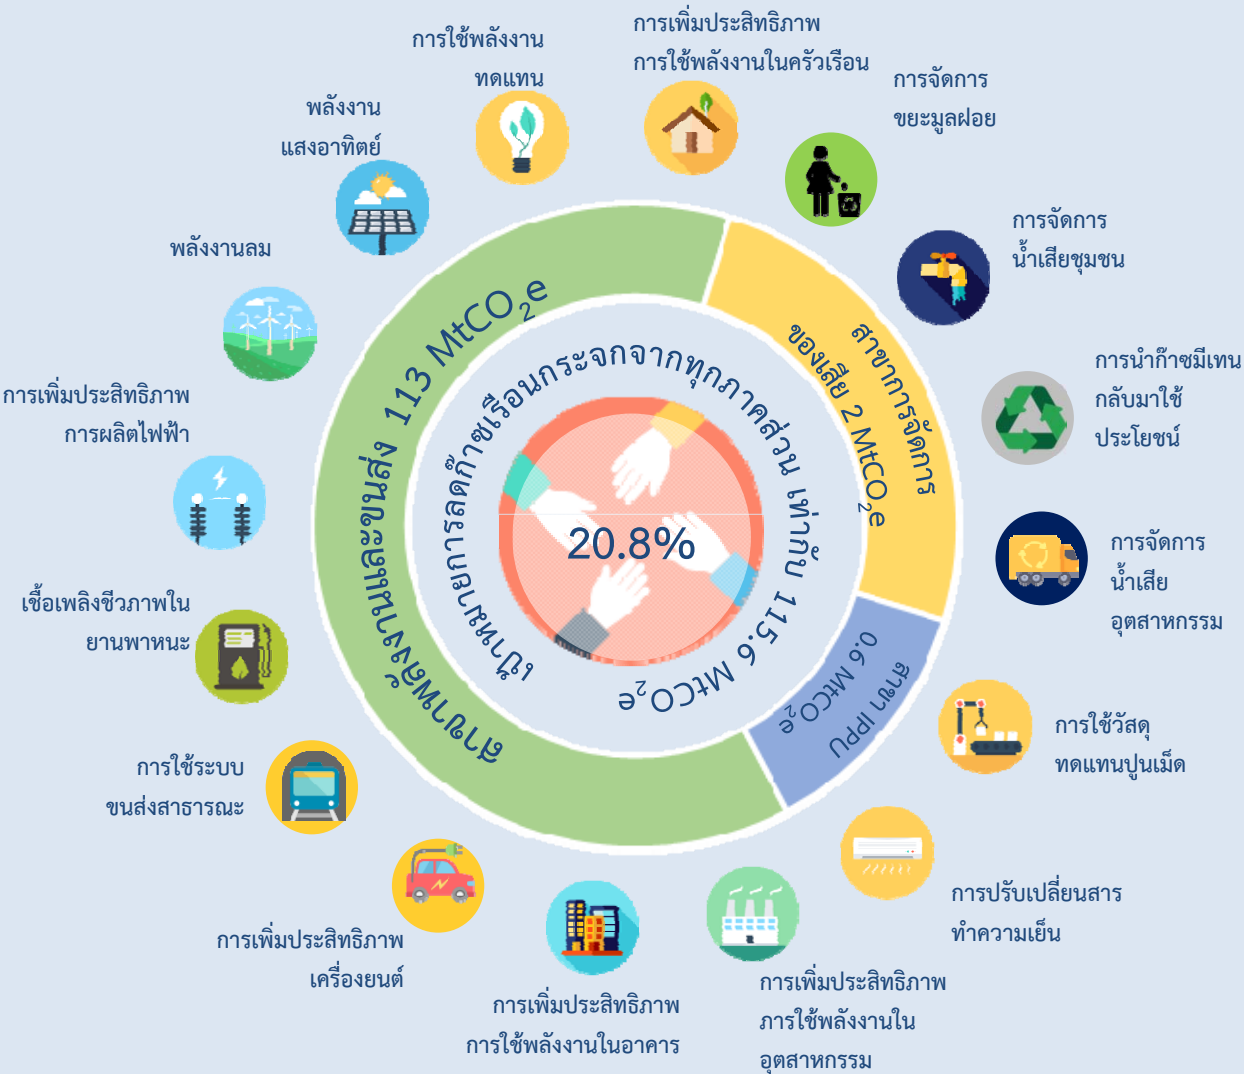 การใช้พลังงาน
ทดแทน
การเพิ่มประสิทธิภาพ
การใช้พลังงานในครัวเรือน
การจัดการ
ขยะมูลฝอย
พลังงาน
แสงอาทิตย์
การจัดการ
น้ำเสียชุมชน
พลังงานลม
การนำก๊าซมีเทน
กลับมาใช้
ประโยชน์
การเพิ่มประสิทธิภาพ
การผลิตไฟฟ้า
การจัดการ
น้ำเสีย
อุตสาหกรรม
เชื้อเพลิงชีวภาพใน
ยานพาหนะ
การใช้วัสดุ
ทดแทนปูนเม็ด
การใช้ระบบ
ขนส่งสาธารณะ
การปรับเปลี่ยนสาร
ทำความเย็น
การเพิ่มประสิทธิภาพ
เครื่องยนต์
การเพิ่มประสิทธิภาพ
การใช้พลังงานในอาคาร
การเพิ่มประสิทธิภาพ
ภารใช้พลังงานใน
อุตสาหกรรม
สาขาพลังงานและขนส่ง 113 MtCO₂e
สาขาการจัดการ
ของเสีย 2 MtCO₂e
สาขา IPPU
0.6 MtCO₂e
เป้าหมายการลดก๊าซเรือนกระจกจากทุกภาคส่วน เท่ากับ 115.6 MtCO₂e
20.8%